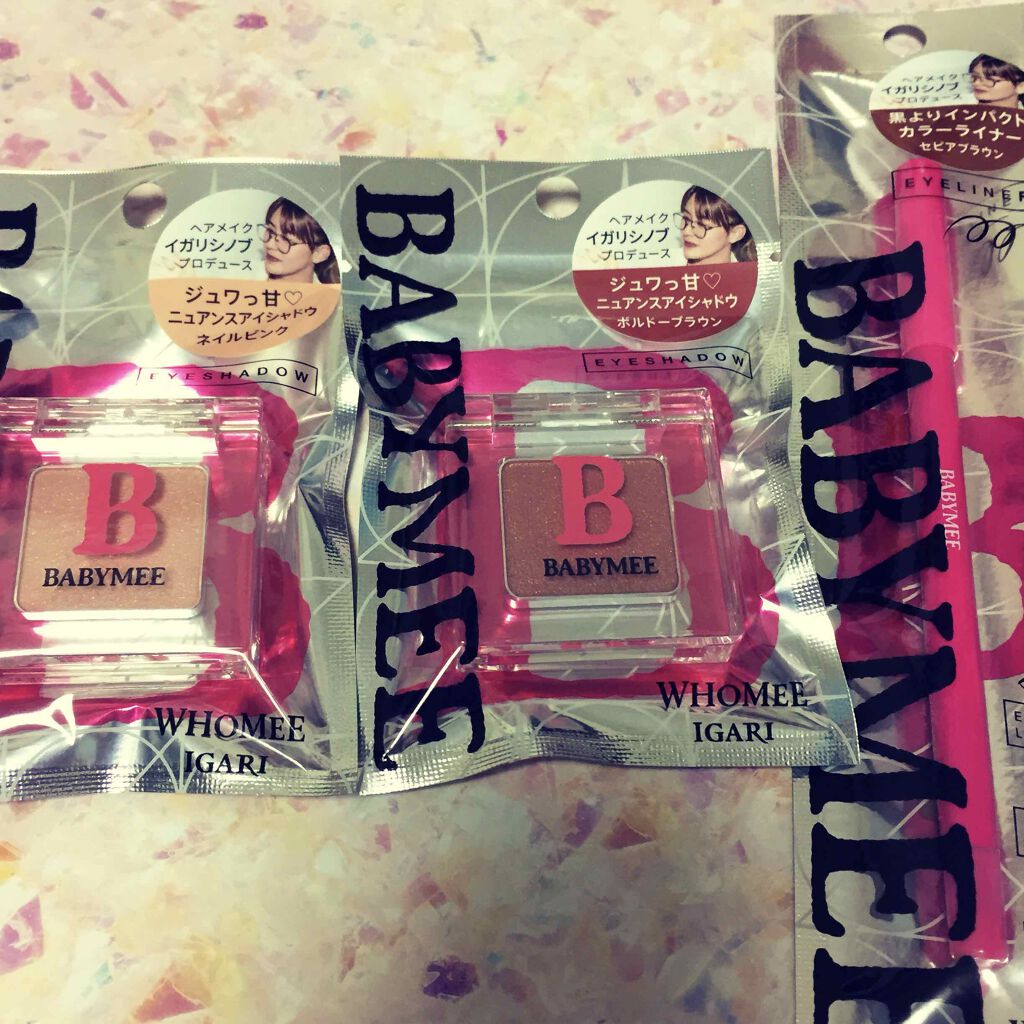 ヘアメイク
イガリシノブ
プロデュース
ジュワっ甘♡
ニュアンスアイシャドウ
ネイルピンク
EYESHADOW
B
BABYMEE
WHOMEE
IGARI
BABYMEE
ヘアメイク
イガリシノブ
プロデュース
ジュワっ甘♡
ニュアンスアイシャドウ
ボルドーブラウン
EYESHADOW
B
BABYMEE
WHOMEE
IGARI
BABYMEE
ヘアメイク
イガリシノブ
プロデュース
黒よりインパクト
カラーライナー
セピアブラウン
EYELINER
BABYMEE